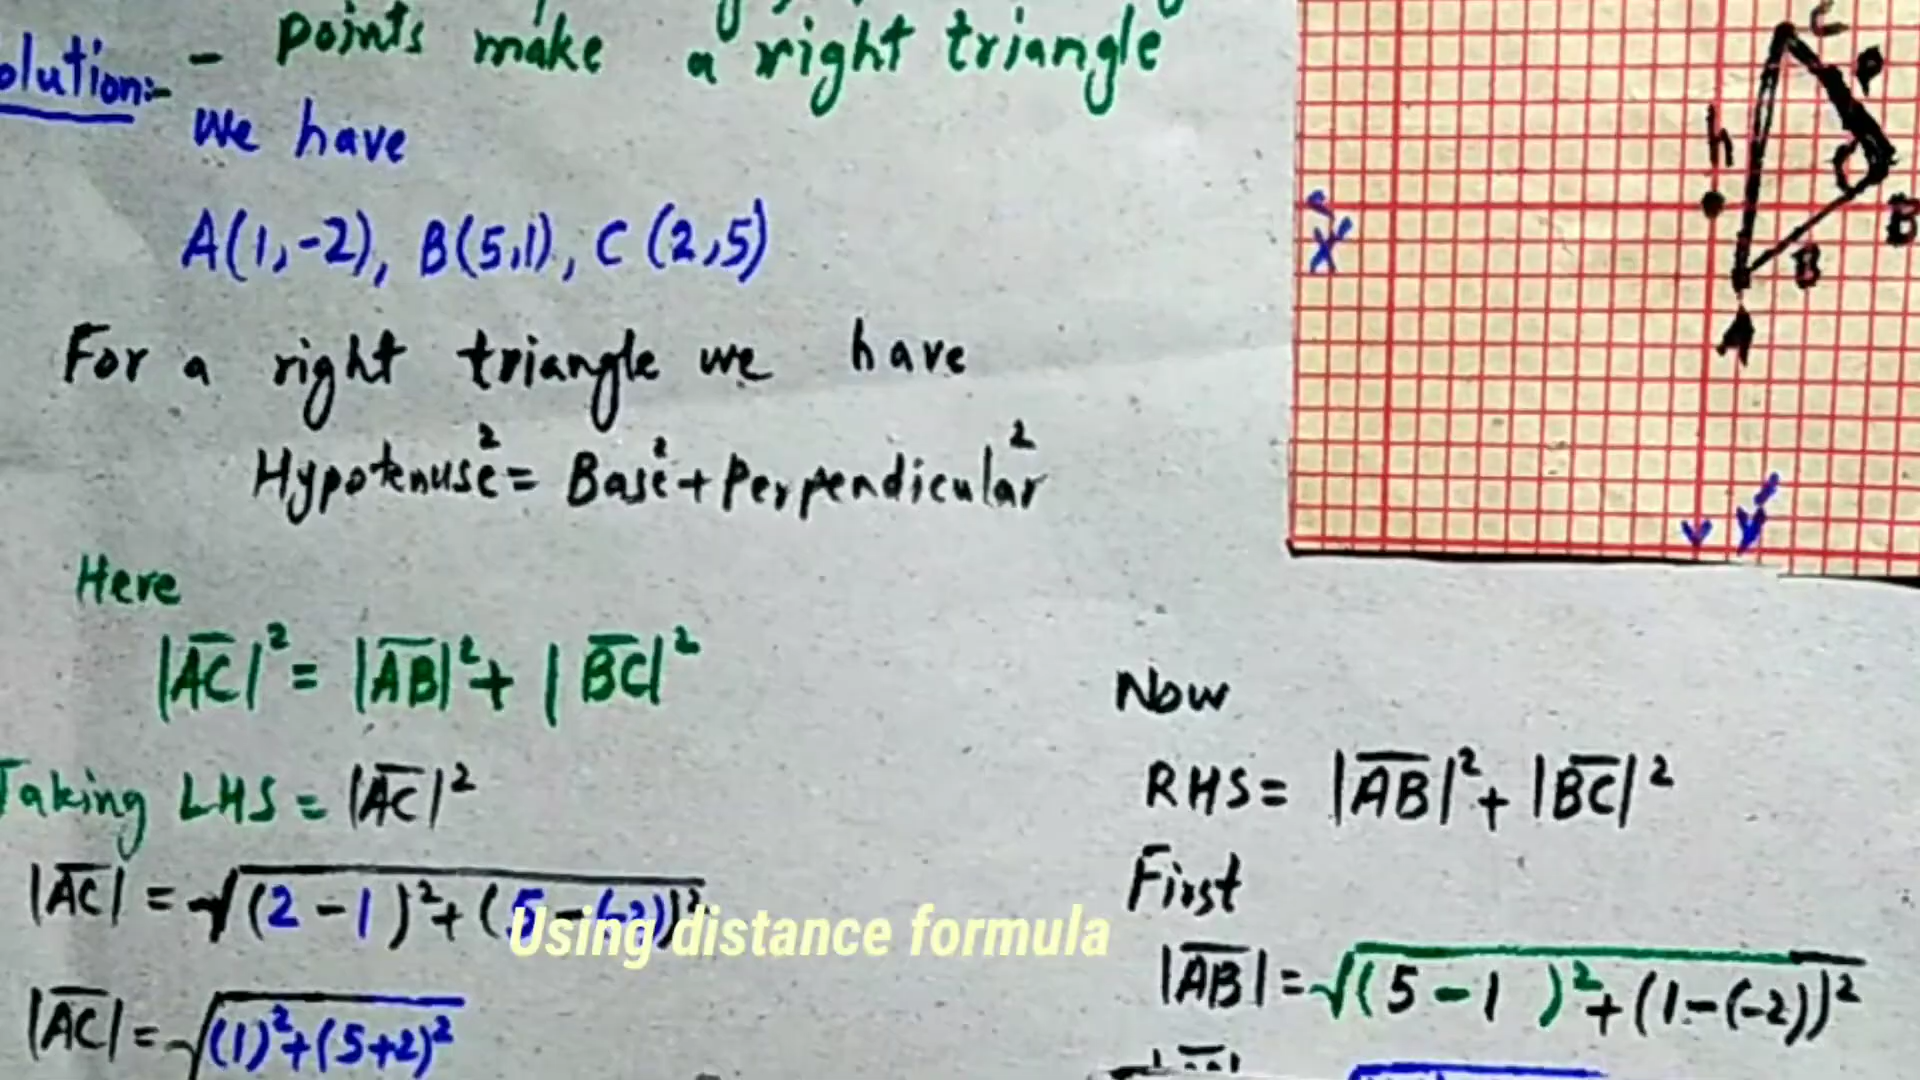 - points make a right triangle
olution:-
we have
A(1,-2), B(5,1), C(2,5)
For a right triangle we have
Hypotenuse² = Base² + Perpendicular²
Here
|AC|² = |AB|² + |BC|²
Taking LHS = |AC|²
|AC| = √(2-1)²+(5-(-2))²
|AC| = √(1)²+(5+2)²
Using distance formula
Now
RHS = |AB|² + |BC|²
First
|AB| = √(5-1)²+(1-(-2))²
C
P
h
B
B
A
X'
Y'